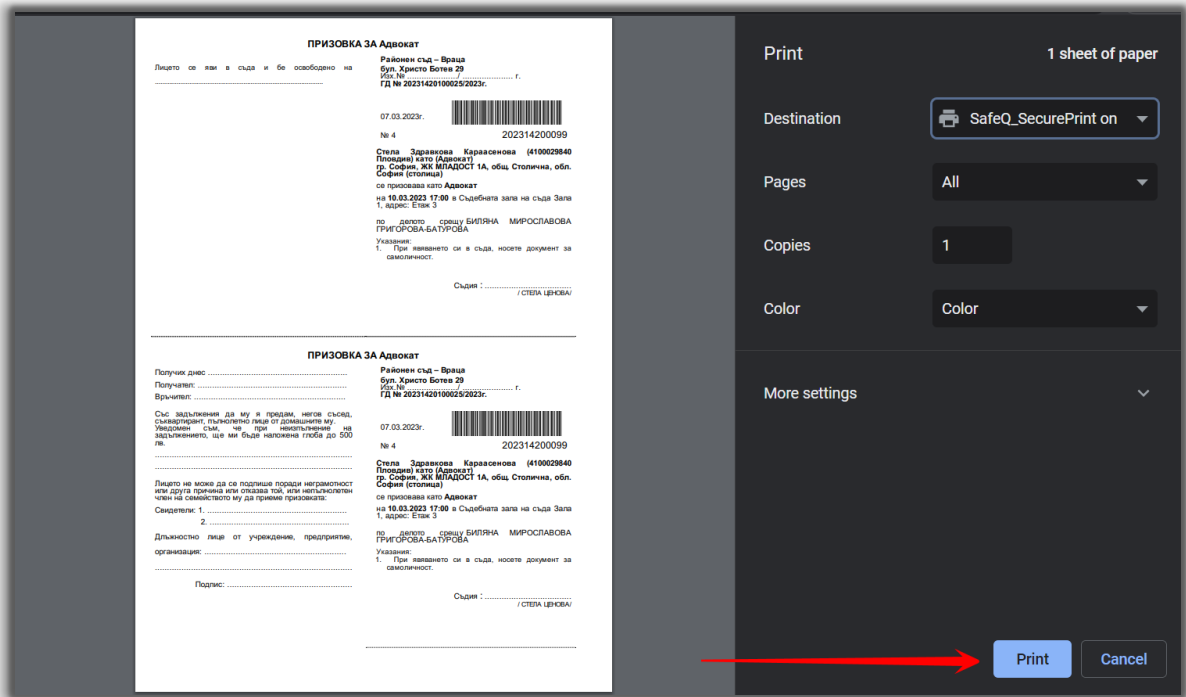 ПРИЗОВКА ЗА Адвокат
Лицето се яви в съда и бе освободено на
................................................................
Районен съд – Враца
бул. Христо Ботев 29
Изх.№ ..................../ ..................... г.
ГД № 20231420100025/2023г.
07.03.2023г.
№ 4 202314200099
Стела Здравкова Караасенова (4100029840
Пловдив) като (Адвокат)
гр. София, ЖК МЛАДОСТ 1А, общ. Столична, обл.
София (столица)
се призовава като Адвокат
на 10.03.2023 17:00 в Съдебната зала на съда Зала
1, адрес: Етаж 3
по делото срещу БИЛЯНА МИРОСЛАВОВА
ГРИГОРОВА-БАТУРОВА
Указания:
1. При явяването си в съда, носете документ за
самоличност.
Съдия : ...................................
/ СТЕЛА ЦЕНОВА/
ПРИЗОВКА ЗА Адвокат
Получих днес ........................................................
Получател: ............................................................
Връчител: .............................................................
Със задължения да му я предам, негов съсед,
съквартирант, пълнолетно лице от домашните му.
Уведомен съм, че при неизпълнение на
задължението, ще ми бъде наложена глоба до 500
лв.
................................................................................
................................................................................
Лицето не може да се подпише поради неграмотност
или друга причина или отказва той, или непълнолетен
член на семейството му да приеме призовката:
Свидетели: 1. ........................................................
2. ........................................................
Длъжностно лице от учреждение, предприятие,
организация: .........................................................
................................................................................
Подпис: ..................................................
Районен съд – Враца
бул. Христо Ботев 29
Изх.№ ..................../ ..................... г.
ГД № 20231420100025/2023г.
07.03.2023г.
№ 4 202314200099
Стела Здравкова Караасенова (4100029840
Пловдив) като (Адвокат)
гр. София, ЖК МЛАДОСТ 1А, общ. Столична, обл.
София (столица)
се призовава като Адвокат
на 10.03.2023 17:00 в Съдебната зала на съда Зала
1, адрес: Етаж 3
по делото срещу БИЛЯНА МИРОСЛАВОВА
ГРИГОРОВА-БАТУРОВА
Указания:
1. При явяването си в съда, носете документ за
самоличност.
Съдия : ...................................
/ СТЕЛА ЦЕНОВА/
Print 1 sheet of paper
Destination SafeQ_SecurePrint on
Pages All
Copies 1
Color Color
More settings
Print Cancel